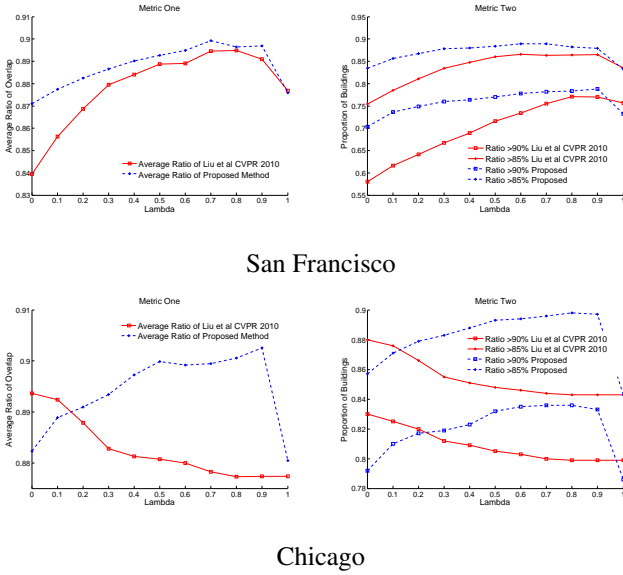 Metric One
0.91
0.9
0.89
0.88
0.87
0.86
0.85
0.84
0.83
Average Ratio of Overlap
Average Ratio of Liu et al CVPR 2010
Average Ratio of Proposed Method
0 0.1 0.2 0.3 0.4 0.5 0.6 0.7 0.8 0.9 1
Lambda
Metric Two
0.95
0.9
0.85
0.8
0.75
0.7
0.65
0.6
0.55
Proportion of Buildings
Ratio >90% Liu et al CVPR 2010
Ratio >85% Liu et al CVPR 2010
Ratio >90% Proposed
Ratio >85% Proposed
0 0.1 0.2 0.3 0.4 0.5 0.6 0.7 0.8 0.9 1
Lambda
San Francisco
Metric One
0.91
0.9
0.89
0.88
Average Ratio of Overlap
Average Ratio of Liu et al CVPR 2010
Average Ratio of Proposed Method
0 0.1 0.2 0.3 0.4 0.5 0.6 0.7 0.8 0.9 1
Lambda
Metric Two
0.9
0.88
0.86
0.84
0.82
0.8
0.78
Proportion of Buildings
Ratio >90% Liu et al CVPR 2010
Ratio >85% Liu et al CVPR 2010
Ratio >90% Proposed
Ratio >85% Proposed
0 0.1 0.2 0.3 0.4 0.5 0.6 0.7 0.8 0.9 1
Lambda
Chicago